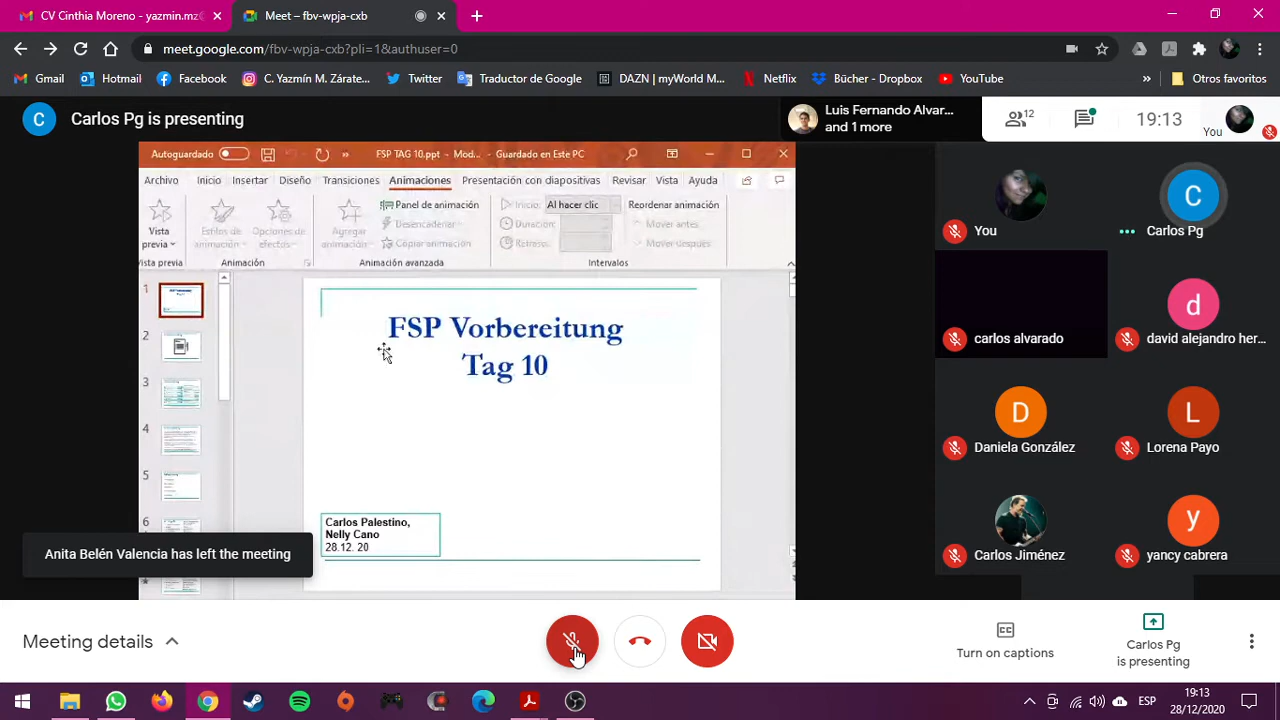 CV Cinthia Moreno - yazmin.mz
Meet – fbv-wpja-cxb
meet.google.com/fbv-wpja-cxb?pli=1&authuser=0
Gmail Hotmail Facebook C. Yazmín M. Zárate... Twitter Traductor de Google DAZN | myWorld M... Netflix Bücher - Dropbox YouTube » Otros favoritos
C Carlos Pg is presenting
Luis Fernando Alvar...
and 1 more
12
19:13
You
Autoguardado FSP TAG 10.ppt - Mod... - Guardado en Este PC
Archivo Inicio Insertar Diseño Transiciones Animaciones Presentación con diapositivas Revisar Vista Ayuda
Vista previa
Estilos de animación
Opciones de efectos
Agregar animación
Panel de animación
Desencadenar
Copiar animación
Inicio: Al hacer clic
Duración:
Retraso:
Reordenar animación
Mover antes
Mover después
Vista previa Animación Animación avanzada Intervalos
1
2
3
4
5
6
FSP Vorbereitung
Tag 10
Carlos Palestino,
Nelly Cano
28.12. 20
You
C
Carlos Pg
carlos alvarado
d
david alejandro her...
D
Daniela González
L
Lorena Payo
Carlos Jiménez
y
yancy cabrera
Anita Belén Valencia has left the meeting
Meeting details
CC
Turn on captions
Carlos Pg
is presenting
ESP
19:13
28/12/2020